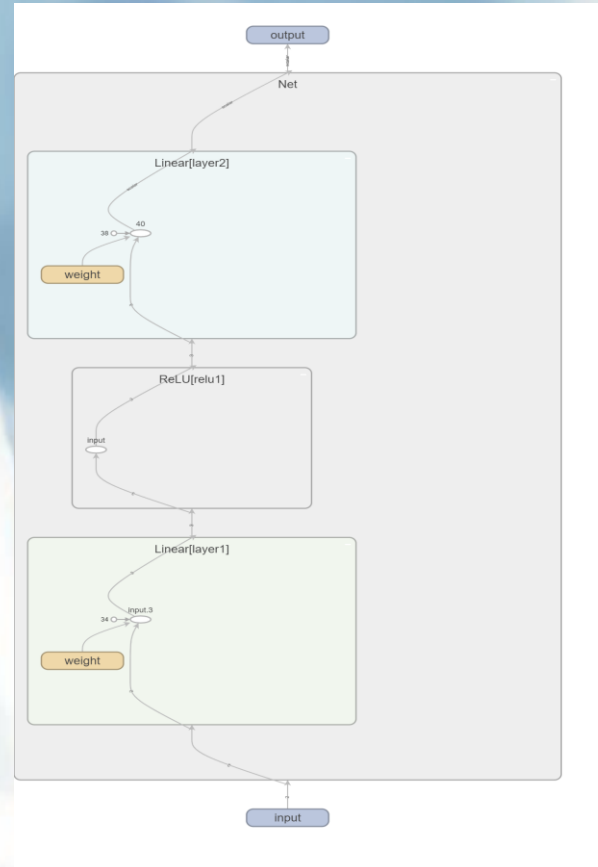 output
Net
Linear[layer2]
40
38
weight
ReLU[relu1]
input
Linear[layer1]
input.3
34
weight
input